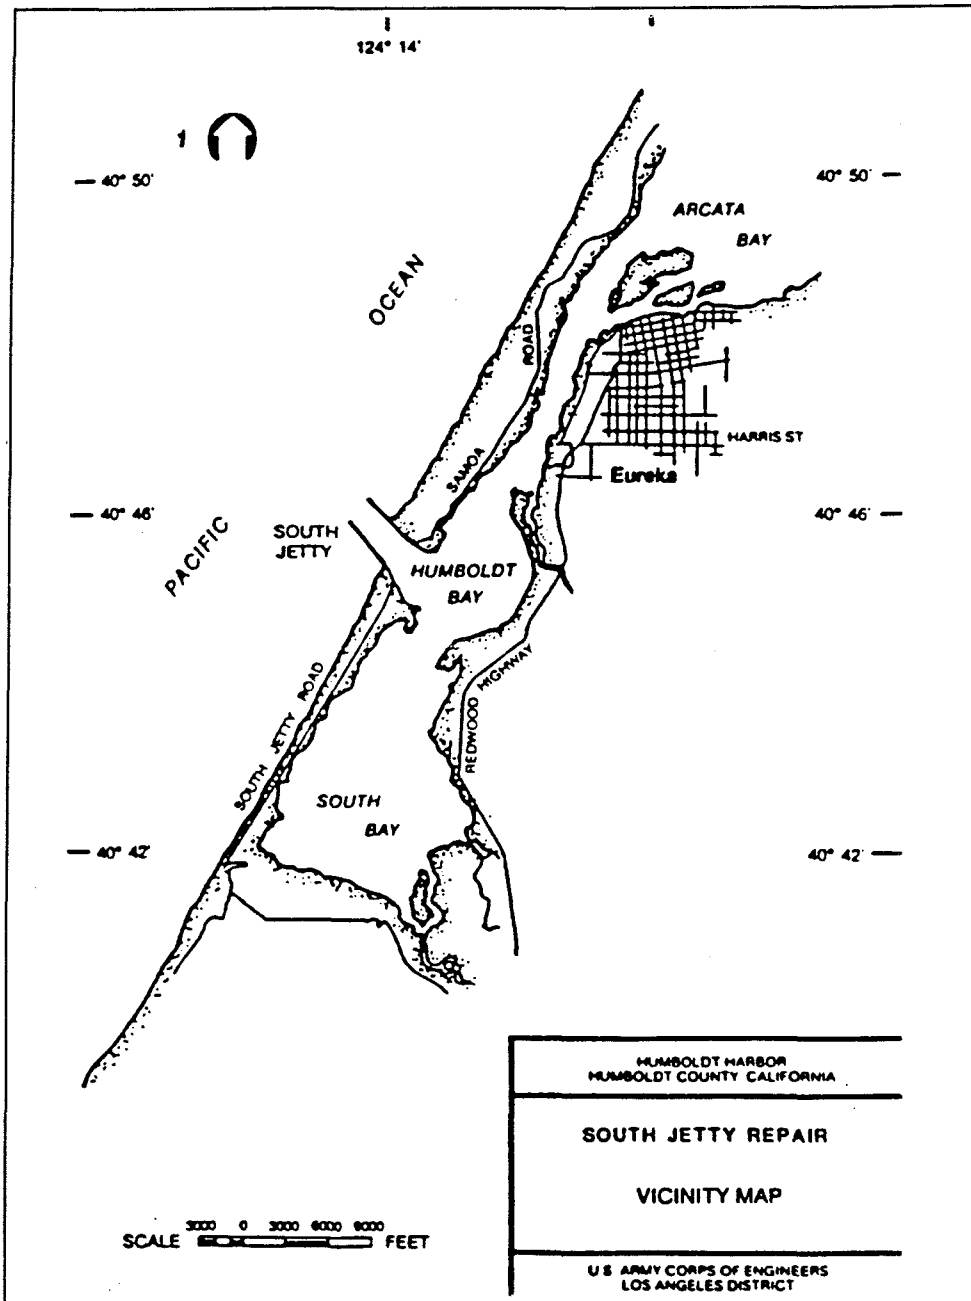 124° 14'
1
40° 50'
40° 50'
ARCATA
BAY
OCEAN
ROAD
HARRIS ST
SAMOA
Eureka
40° 46'
40° 46'
PACIFIC
SOUTH
JETTY
HUMBOLDT
BAY
SOUTH JETTY ROAD
REDWOOD HIGHWAY
SOUTH
BAY
40° 42'
40° 42'
HUMBOLDT HARBOR
HUMBOLDT COUNTY CALIFORNIA
SOUTH JETTY REPAIR
VICINITY MAP
3000 0 3000 6000 9000
SCALE FEET
U S ARMY CORPS OF ENGINEERS
LOS ANGELES DISTRICT